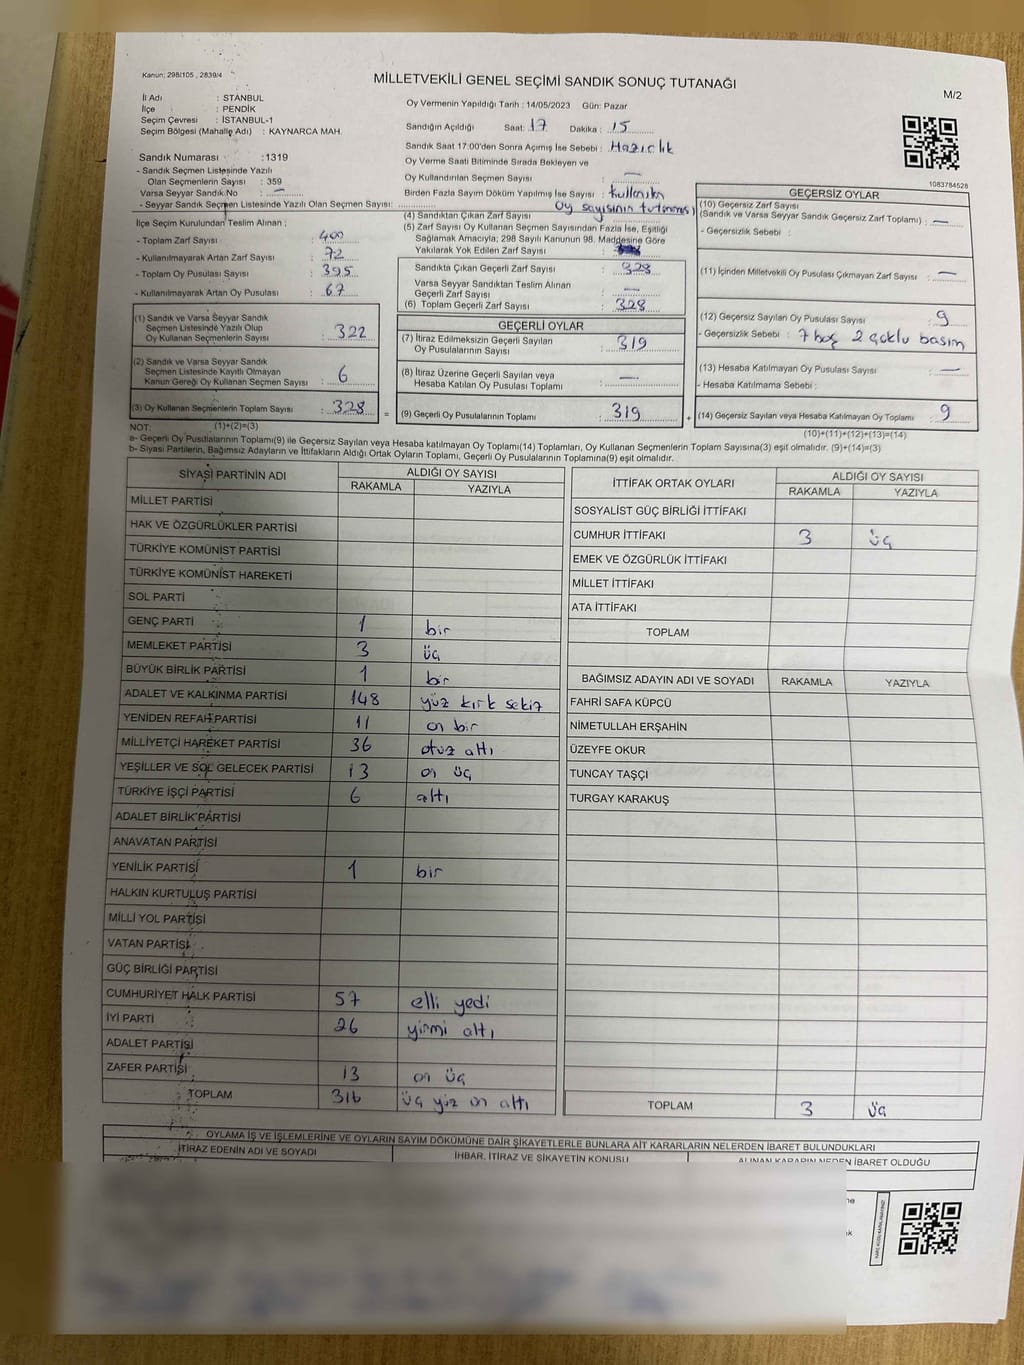 Kanun: 298/105 , 2839/4
MİLLETVEKİLİ GENEL SEÇİMİ SANDIK SONUÇ TUTANAĞI
M/2
İl Adı : STANBUL
İlçe : PENDİK
Seçim Çevresi : İSTANBUL-1
Seçim Bölgesi (Mahalle Adı) : KAYNARCA MAH.
Sandık Numarası :1319
- Sandık Seçmen Listesinde Yazılı
Olan Seçmenlerin Sayısı : 359
Varsa Seyyar Sandık No : —
- Seyyar Sandık Seçmen Listesinde Yazılı Olan Seçmen Sayısı:
Oy Vermenin Yapıldığı Tarih : 14/05/2023 Gün: Pazar
Sandığın Açıldığı Saat: 17 Dakika : 15
Sandık Saat 17:00'den Sonra Açımış İse Sebebi : Hazırlık
Oy Verme Saati Bitiminde Sırada Bekleyen ve
Oy Kullandırılan Seçmen Sayısı : —
Birden Fazla Sayım Döküm Yapılmış İse Sayısı : kullanılan
oy sayısının tutmaması
1083784528
İlçe Seçim Kurulundan Teslim Alınan ;
- Toplam Zarf Sayısı : 400
- Kullanılmayarak Artan Zarf Sayısı : 72
- Toplam Oy Pusulası Sayısı : 395
- Kullanılmayarak Artan Oy Pusulası : 67
(1) Sandık ve Varsa Seyyar Sandık
Seçmen Listesinde Yazılı Olup
Oy Kullanan Seçmenlerin Sayısı : 322
(2) Sandık ve Varsa Seyyar Sandık
Seçmen Listesinde Kayıtlı Olmayan
Kanun Gereği Oy Kullanan Seçmen Sayısı : 6
(3) Oy Kullanan Seçmenlerin Toplam Sayısı : 328
(4) Sandıktan Çıkan Zarf Sayısı :
(5) Zarf Sayısı Oy Kullanan Seçmen Sayısından Fazla İse, Eşitliği
Sağlamak Amacıyla; 298 Sayılı Kanunun 98. Maddesine Göre
Yakılarak Yok Edilen Zarf Sayısı :
Sandıkta Çıkan Geçerli Zarf Sayısı : 328
Varsa Seyyar Sandıktan Teslim Alınan
Geçerli Zarf Sayısı : —
(6) Toplam Geçerli Zarf Sayısı : 328
GEÇERLİ OYLAR
(7) İtiraz Edilmeksizin Geçerli Sayılan
Oy Pusulalarının Sayısı : 319
(8) İtiraz Üzerine Geçerli Sayılan veya
Hesaba Katılan Oy Pusulası Toplamı : —
= (9) Geçerli Oy Pusulalarının Toplamı : 319 +
GEÇERSİZ OYLAR
(10) Geçersiz Zarf Sayısı
(Sandık ve Varsa Seyyar Sandık Geçersiz Zarf Toplamı) : —
- Geçersizlik Sebebi :
(11) İçinden Milletvekili Oy Pusulası Çıkmayan Zarf Sayısı : —
(12) Geçersiz Sayılan Oy Pusulası Sayısı : 9
- Geçersizlik Sebebi : 7 boş 2 çoklu basım
(13) Hesaba Katılmayan Oy Pusulası Sayısı : —
- Hesaba Katılmama Sebebi :
(14) Geçersiz Sayılan veya Hesaba Katılmayan Oy Toplamı : 9
NOT: (1)+(2)=(3)
(10)+(11)+(12)+(13)=(14)
a- Geçerli Oy Pusulalarının Toplamı(9) ile Geçersiz Sayılan veya Hesaba katılmayan Oy Toplamı(14) Toplamları, Oy Kullanan Seçmenlerin Toplam Sayısına(3) eşit olmalıdır. (9)+(14)=(3)
b- Siyasi Partilerin, Bağımsız Adayların ve İttifakların Aldığı Ortak Oyların Toplamı, Geçerli Oy Pusulalarının Toplamına(9) eşit olmalıdır.
SİYASİ PARTİNİN ADI ALDIĞI OY SAYISI
RAKAMLA YAZIYLA
MİLLET PARTİSİ
HAK VE ÖZGÜRLÜKLER PARTİSİ
TÜRKİYE KOMÜNİST PARTİSİ
TÜRKİYE KOMÜNİST HAREKETİ
SOL PARTİ
GENÇ PARTİ 1 bir
MEMLEKET PARTİSİ 3 üç
BÜYÜK BİRLİK PARTİSİ 1 bir
ADALET VE KALKINMA PARTİSİ 148 yüz kırk sekiz
YENİDEN REFAH PARTİSİ 11 on bir
MİLLİYETÇİ HAREKET PARTİSİ 36 otuz altı
YEŞİLLER VE SOL GELECEK PARTİSİ 13 on üç
TÜRKİYE İŞÇİ PARTİSİ 6 altı
ADALET BİRLİK PARTİSİ
ANAVATAN PARTİSİ
YENİLİK PARTİSİ 1 bir
HALKIN KURTULUŞ PARTİSİ
MİLLİ YOL PARTİSİ
VATAN PARTİSİ
GÜÇ BİRLİĞİ PARTİSİ
CUMHURİYET HALK PARTİSİ 57 elli yedi
İYİ PARTİ 26 yirmi altı
ADALET PARTİSİ
ZAFER PARTİSİ 13 on üç
TOPLAM 316 üç yüz on altı
İTTİFAK ORTAK OYLARI ALDIĞI OY SAYISI
RAKAMLA YAZIYLA
SOSYALİST GÜÇ BİRLİĞİ İTTİFAKI
CUMHUR İTTİFAKI 3 üç
EMEK VE ÖZGÜRLÜK İTTİFAKI
MİLLET İTTİFAKI
ATA İTTİFAKI
TOPLAM
BAĞIMSIZ ADAYIN ADI VE SOYADI RAKAMLA YAZIYLA
FAHRİ SAFA KÜPCÜ
NİMETULLAH ERŞAHİN
ÜZEYFE OKUR
TUNCAY TAŞÇI
TURGAY KARAKUŞ
TOPLAM 3 üç
OYLAMA İŞ VE İŞLEMLERİNE VE OYLARIN SAYIM DÖKÜMÜNE DAİR ŞİKAYETLERLE BUNLARA AİT KARARLARIN NELERDEN İBARET BULUNDUKLARI
İTİRAZ EDENİN ADI VE SOYADI İHBAR, İTİRAZ VE ŞİKAYETİN KONUSU ALINAN KARARIN NEDEN İBARET OLDUĞU